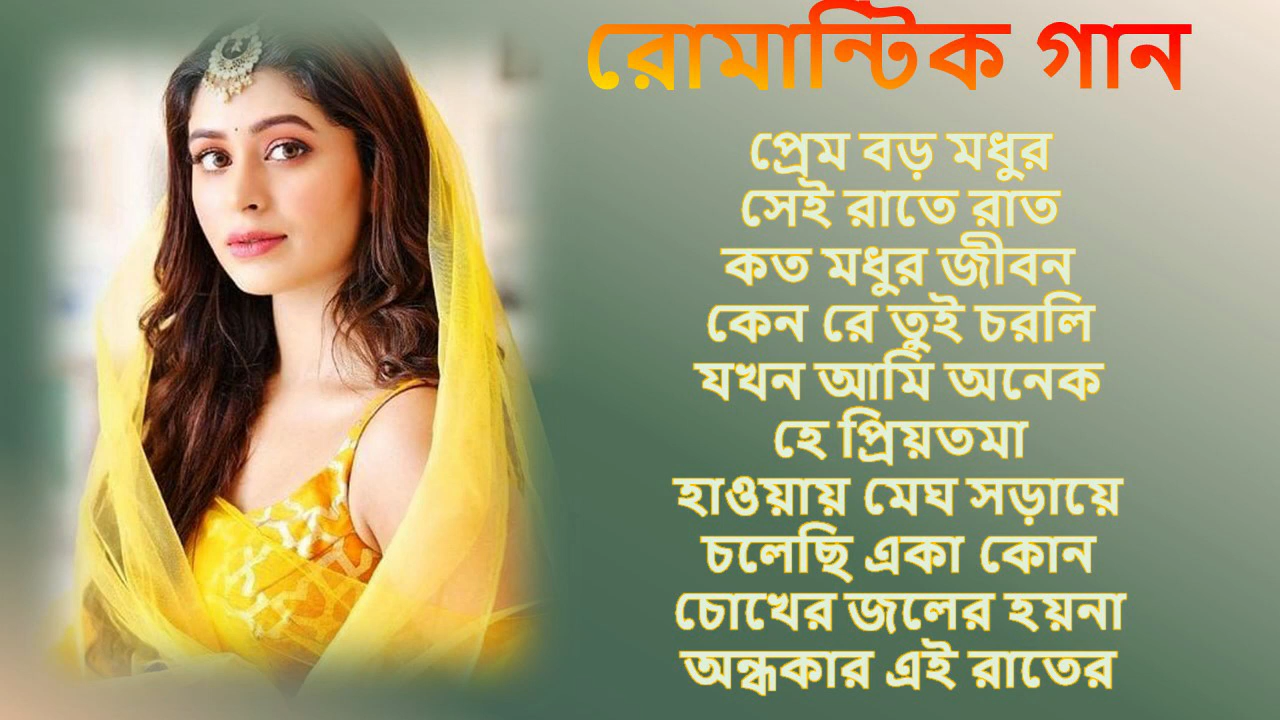 রোমান্টিক গান
প্রেম বড় মধুর
সেই রাতে রাত
কত মধুর জীবন
কেন রে তুই চরলি
যখন আমি অনেক
হে প্রিয়তমা
হাওয়ায় মেঘ সড়ায়ে
চলেছি একা কোন
চোখের জলের হয়না
অন্ধকার এই রাতের